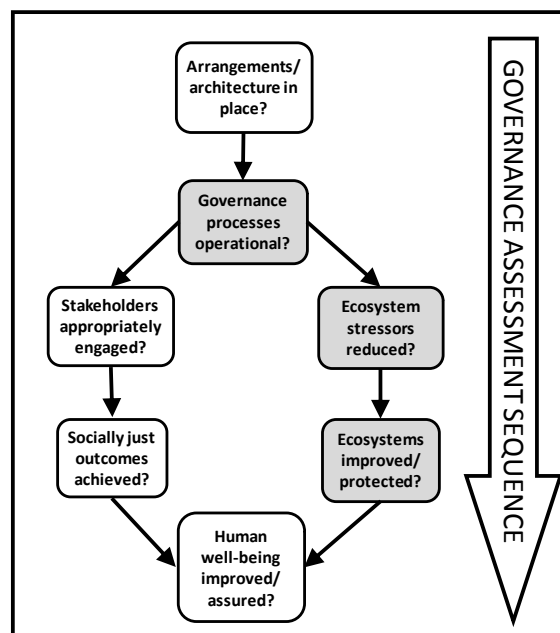 Arrangements/
architecture in
place?
Governance
processes
operational?
Stakeholders
appropriately
engaged?
Ecosystem
stressors
reduced?
Socially just
outcomes
achieved?
Ecosystems
improved/
protected?
Human
well-being
improved/
assured?
GOVERNANCE ASSESSMENT SEQUENCE